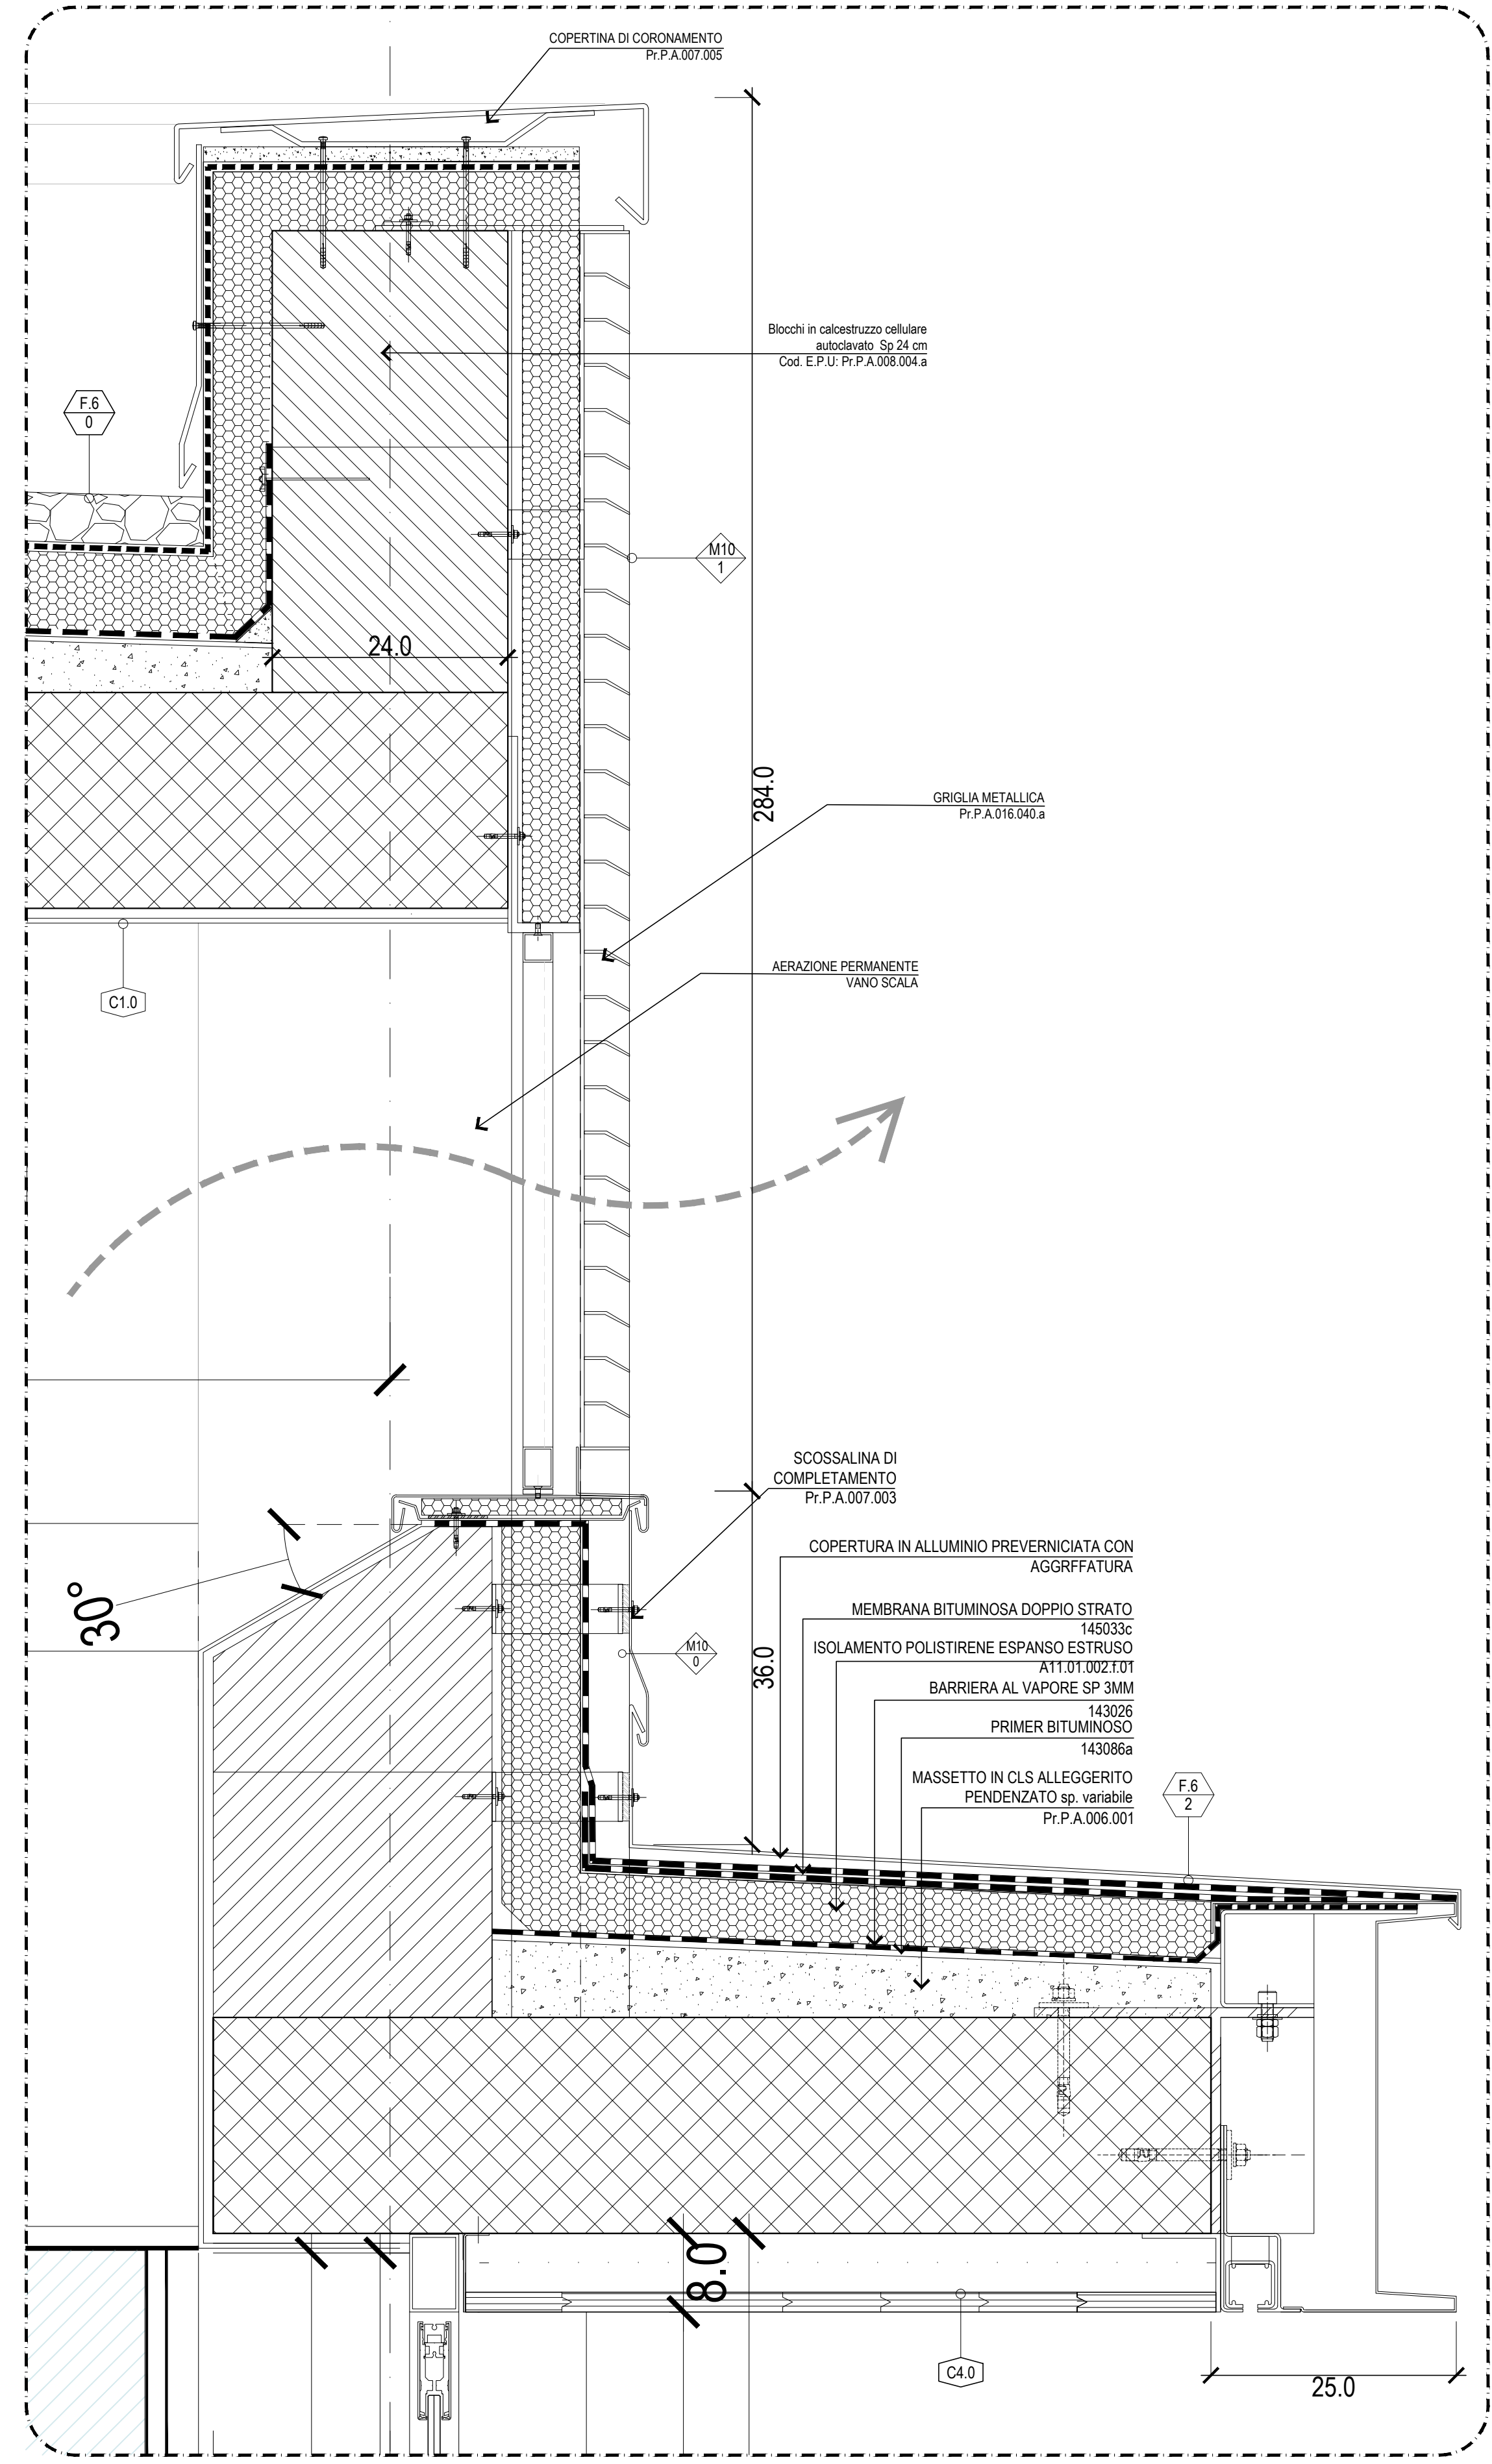 COPERTINA DI CORONAMENTO
Pr.P.A.007.005
Blocchi in calcestruzzo cellulare
autoclavato Sp 24 cm
Cod. E.P.U: Pr.P.A.008.004.a
F.6
0
M10
1
24.0
284.0
GRIGLIA METALLICA
Pr.P.A.016.040.a
AERAZIONE PERMANENTE
VANO SCALA
C1.0
SCOSSALINA DI
COMPLETAMENTO
Pr.P.A.007.003
30°
COPERTURA IN ALLUMINIO PREVERNICIATA CON
AGGRFFATURA
MEMBRANA BITUMINOSA DOPPIO STRATO
145033c
ISOLAMENTO POLISTIRENE ESPANSO ESTRUSO
A11.01.002.f.01
BARRIERA AL VAPORE SP 3MM
143026
PRIMER BITUMINOSO
143086a
MASSETTO IN CLS ALLEGGERITO
PENDENZATO sp. variabile
Pr.P.A.006.001
M10
0
36.0
F.6
2
8.0
C4.0
25.0